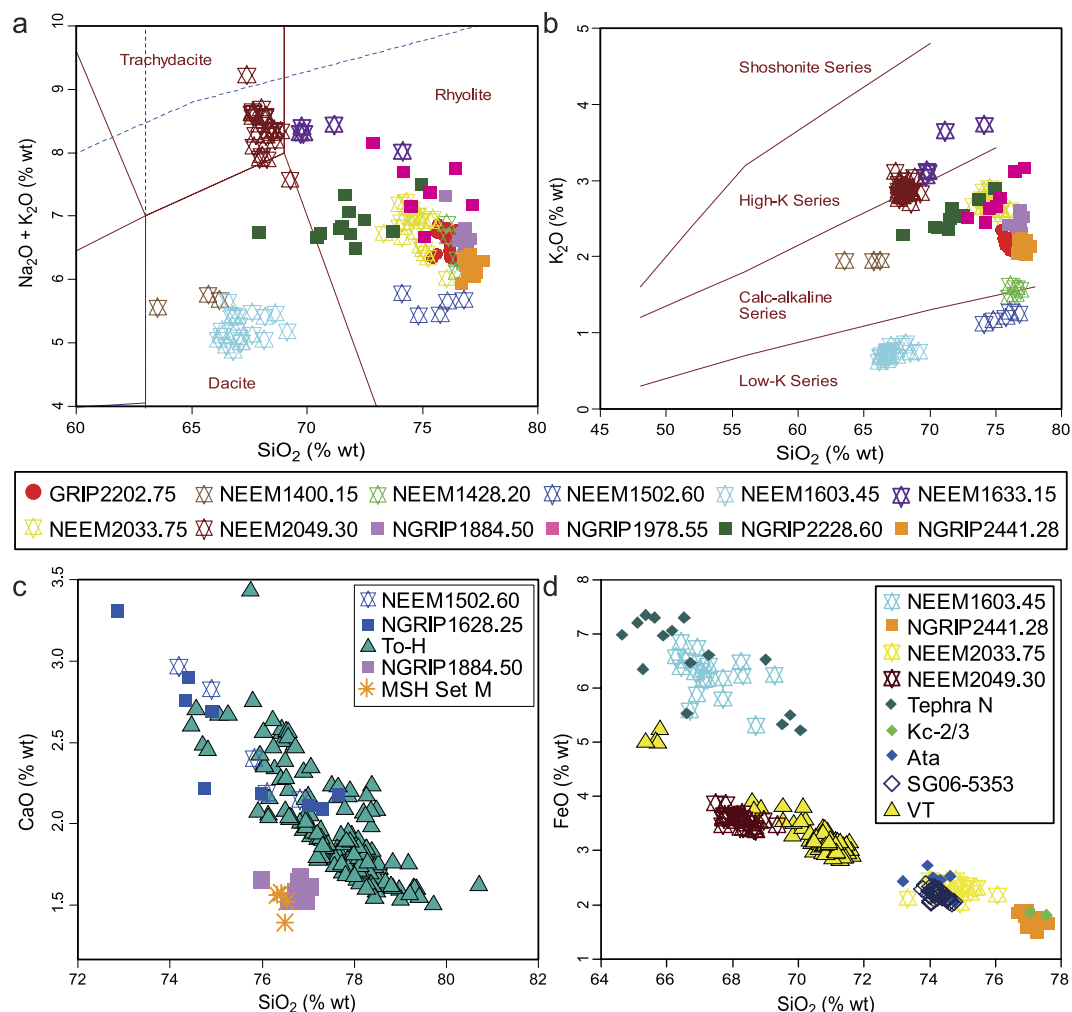 a
10
9
8
7
6
5
4
60
65
70
75
80
Na2O + K2O (% wt)
SiO2 (% wt)
Trachydacite
Rhyolite
Dacite
b
5
4
3
2
1
0
45
50
55
60
65
70
75
80
K2O (% wt)
SiO2 (% wt)
Shoshonite Series
High-K Series
Calc-alkaline
Series
Low-K Series
GRIP2202.75 NEEM1400.15 NEEM1428.20 NEEM1502.60 NEEM1603.45 NEEM1633.15
NEEM2033.75 NEEM2049.30 NGRIP1884.50 NGRIP1978.55 NGRIP2228.60 NGRIP2441.28
c
3.5
3.0
2.5
2.0
1.5
72
74
76
78
80
82
CaO (% wt)
SiO2 (% wt)
NEEM1502.60
NGRIP1628.25
To-H
NGRIP1884.50
MSH Set M
d
8
7
6
5
4
3
2
1
64
66
68
70
72
74
76
78
FeO (% wt)
SiO2 (% wt)
NEEM1603.45
NGRIP2441.28
NEEM2033.75
NEEM2049.30
Tephra N
Kc-2/3
Ata
SG06-5353
VT